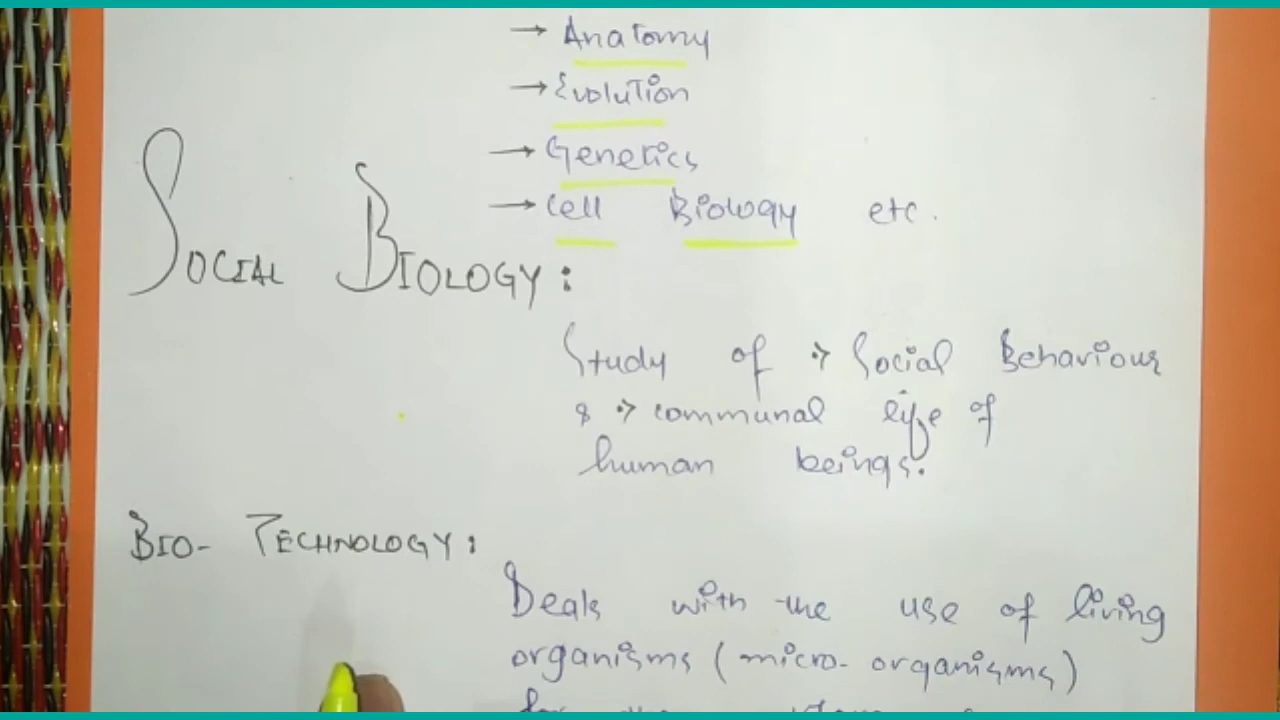 → Anatomy
→ Evolution
→ Genetics
→ Cell Biology etc.
SOCIAL BIOLOGY:
Study of :→ Social Behaviour
& :→ communal life of
human beings.
BIO- TECHNOLOGY:
Deals with the use of living
organisms (micro-organisms)